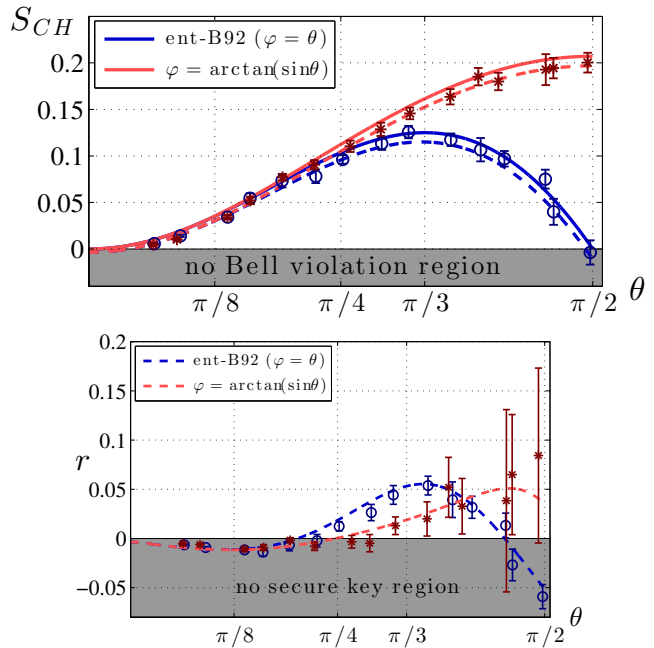 S_CH
ent-B92 (φ = θ)
φ = arctan(sinθ)
0.2
0.15
0.1
0.05
0
no Bell violation region
π/8 π/4 π/3 π/2 θ
0.2
ent-B92 (φ = θ)
φ = arctan(sinθ)
0.15
0.1
r
0.05
0
−0.05
no secure key region
π/8 π/4 π/3 π/2 θ